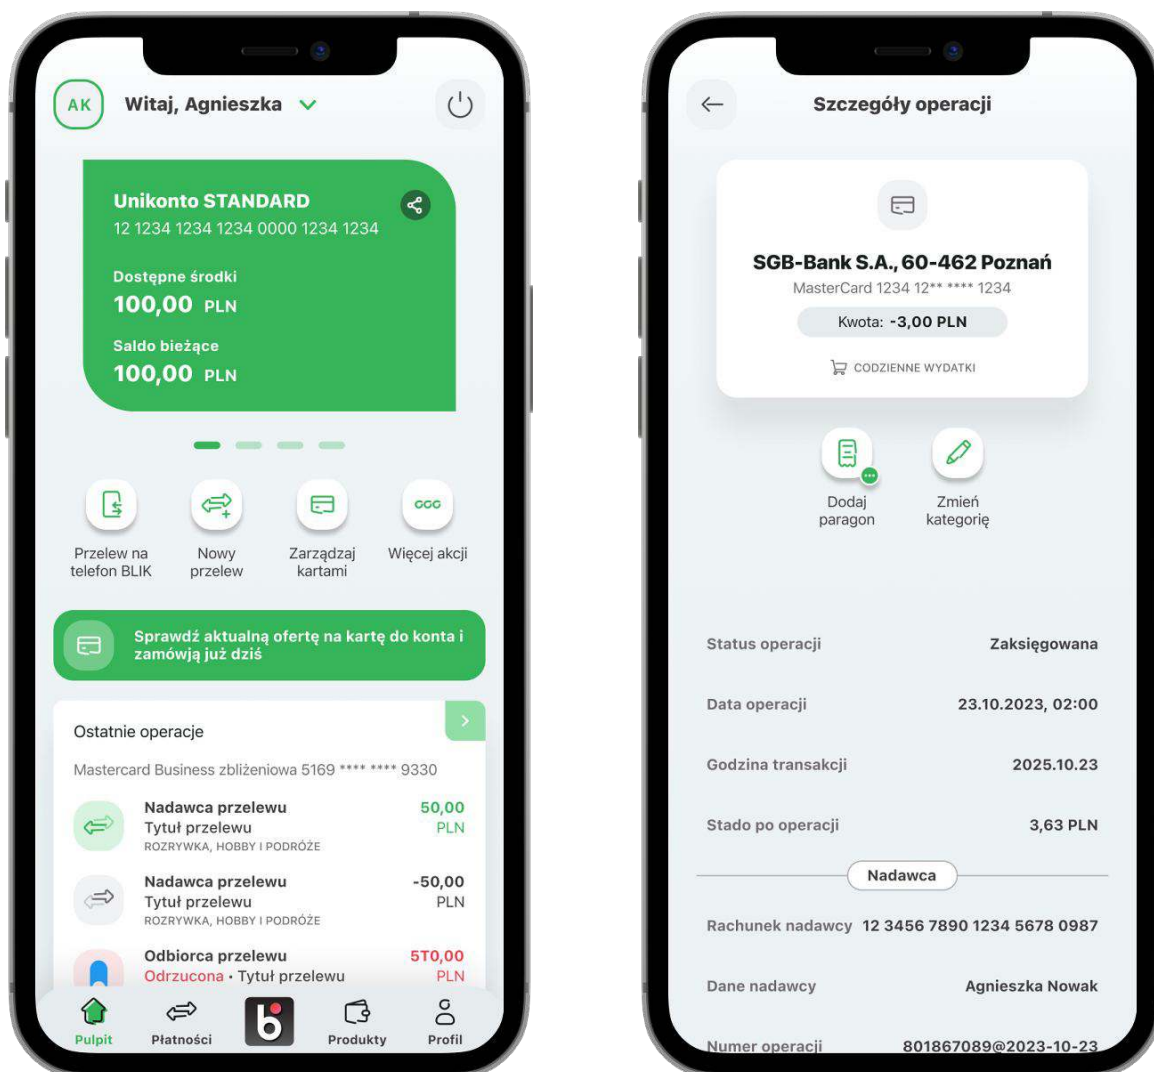 AK
Witaj, Agnieszka
Unikonto STANDARD
12 1234 1234 1234 0000 1234 1234
Dostępne środki
100,00 PLN
Saldo bieżące
100,00 PLN
Przelew na
telefon BLIK
Nowy
przelew
Zarządzaj
kartami
Więcej akcji
Sprawdź aktualną ofertę na kartę do konta i
zamówją już dziś
Ostatnie operacje
Mastercard Business zbliżeniowa 5169 **** **** 9330
Nadawca przelewu 50,00
Tytuł przelewu PLN
ROZRYWKA, HOBBY I PODRÓŻE
Nadawca przelewu -50,00
Tytuł przelewu PLN
ROZRYWKA, HOBBY I PODRÓŻE
Odbiorca przelewu 5T0,00
Odrzucona • Tytuł przelewu PLN
Pulpit Płatności Produkty Profil
Szczegóły operacji
SGB-Bank S.A., 60-462 Poznań
MasterCard 1234 12** **** 1234
Kwota: -3,00 PLN
CODZIENNE WYDATKI
Dodaj
paragon
Zmień
kategorię
Status operacji Zaksięgowana
Data operacji 23.10.2023, 02:00
Godzina transakcji 2025.10.23
Stado po operacji 3,63 PLN
Nadawca
Rachunek nadawcy 12 3456 7890 1234 5678 0987
Dane nadawcy Agnieszka Nowak
Numer operacji 801867089@2023-10-23